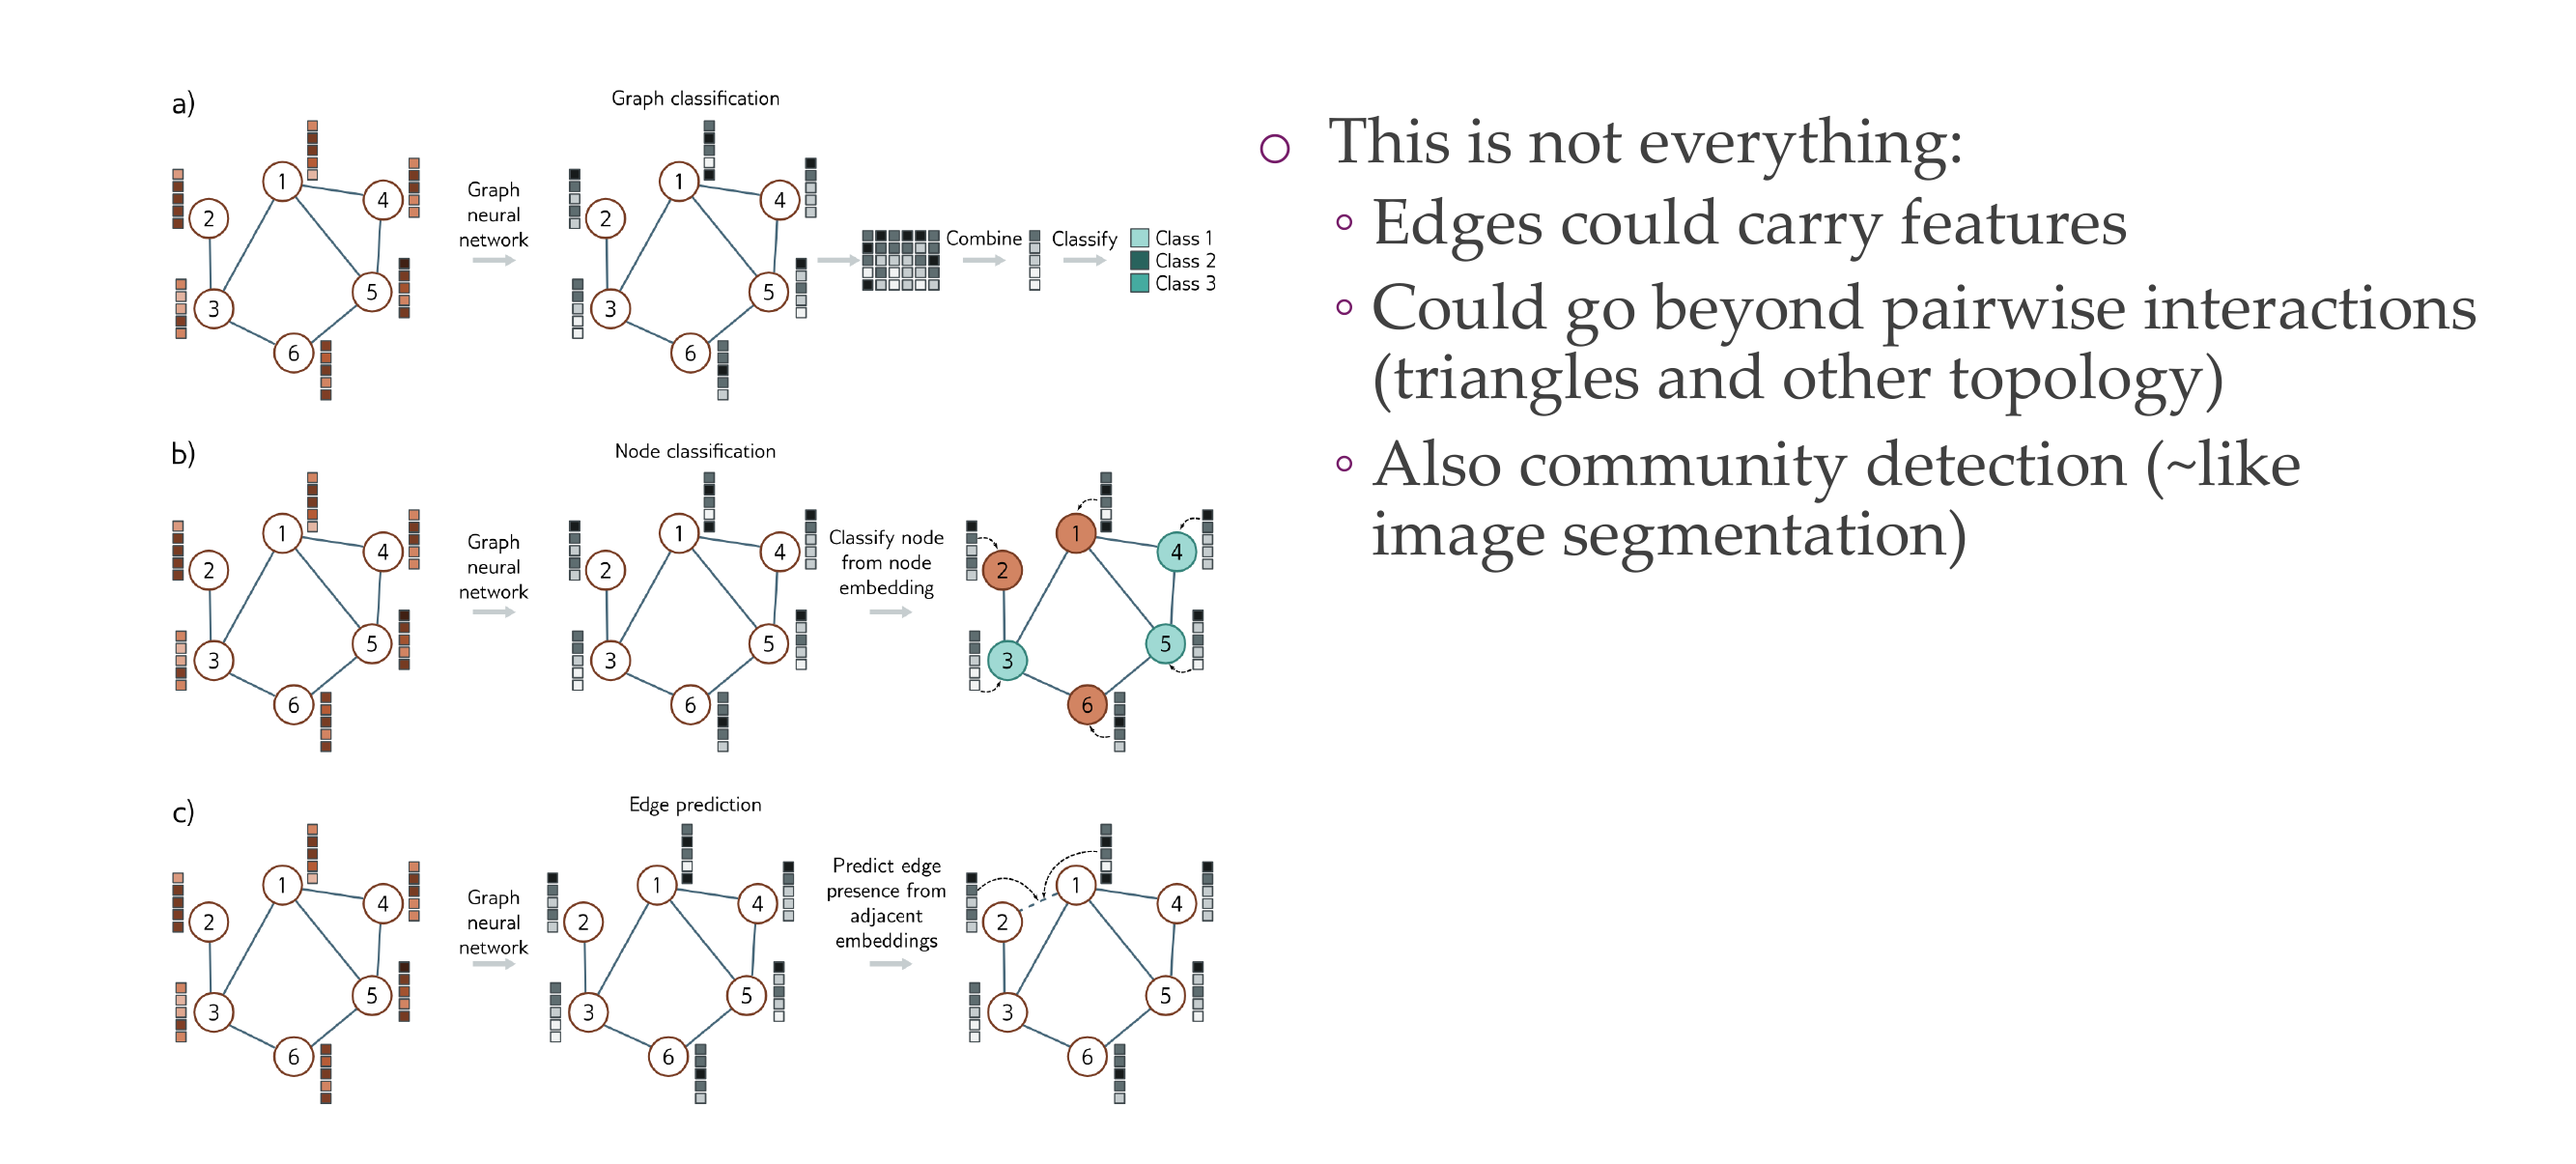 a)
Graph classification
1
2
3
4
5
6
Graph
neural
network
1
2
3
4
5
6
Combine
Classify
Class 1
Class 2
Class 3
b)
Node classification
1
2
3
4
5
6
Graph
neural
network
1
2
3
4
5
6
Classify node
from node
embedding
1
2
3
4
5
6
c)
Edge prediction
1
2
3
4
5
6
Graph
neural
network
1
2
3
4
5
6
Predict edge
presence from
adjacent
embeddings
1
2
3
4
5
6
This is not everything:
Edges could carry features
Could go beyond pairwise interactions
(triangles and other topology)
Also community detection (~like
image segmentation)